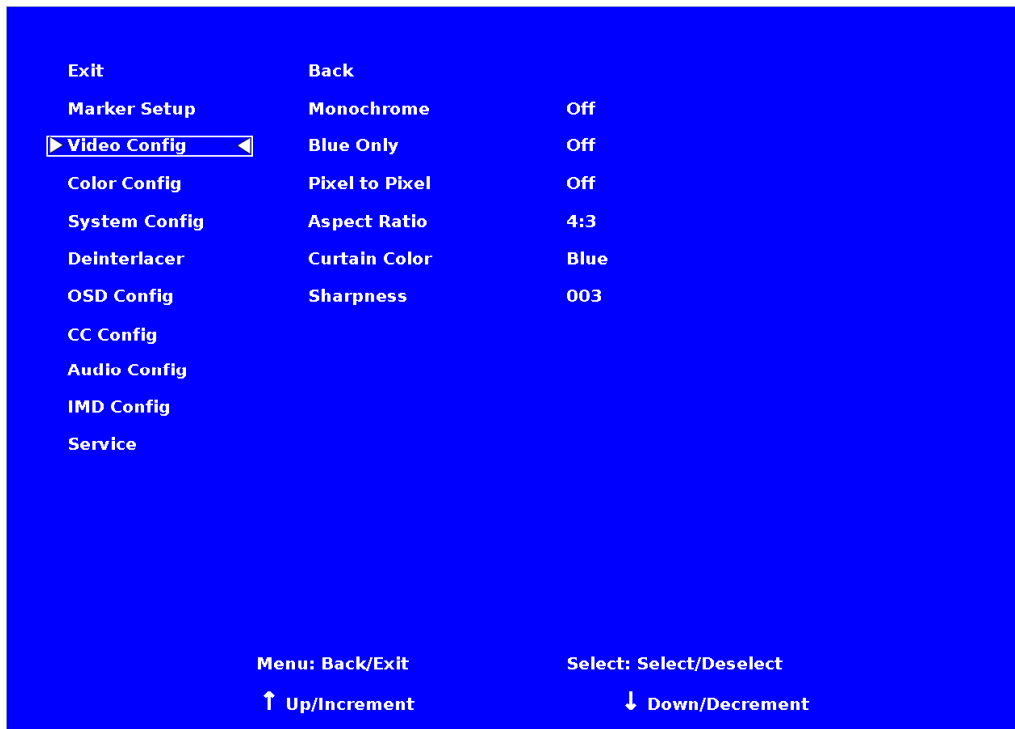 Exit Back
Marker Setup Monochrome Off
Video Config Blue Only Off
Color Config Pixel to Pixel Off
System Config Aspect Ratio 4:3
Deinterlacer Curtain Color Blue
OSD Config Sharpness 003
CC Config
Audio Config
IMD Config
Service
Menu: Back/Exit Select: Select/Deselect
↑ Up/Increment ↓ Down/Decrement